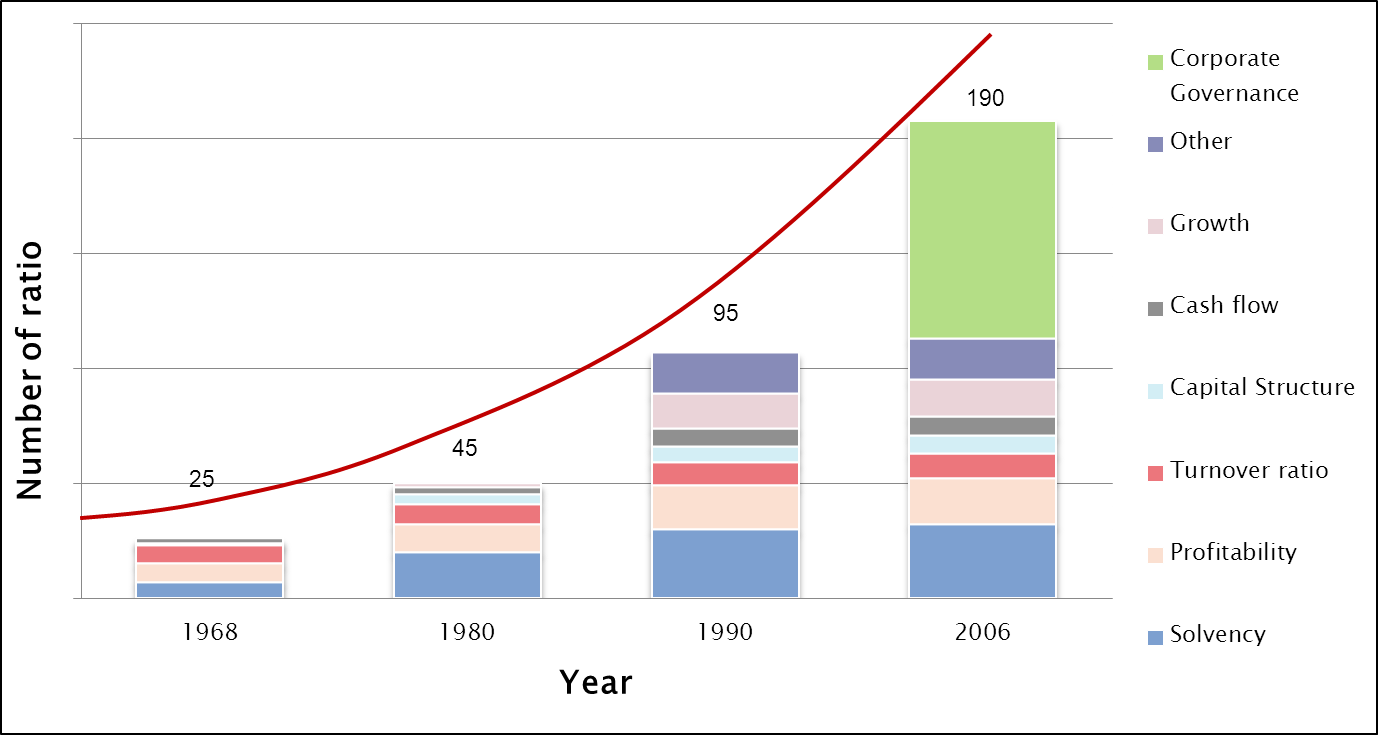 Number of ratio
25
45
95
190
1968
1980
1990
2006
Year
Corporate
Governance
Other
Growth
Cash flow
Capital Structure
Turnover ratio
Profitability
Solvency